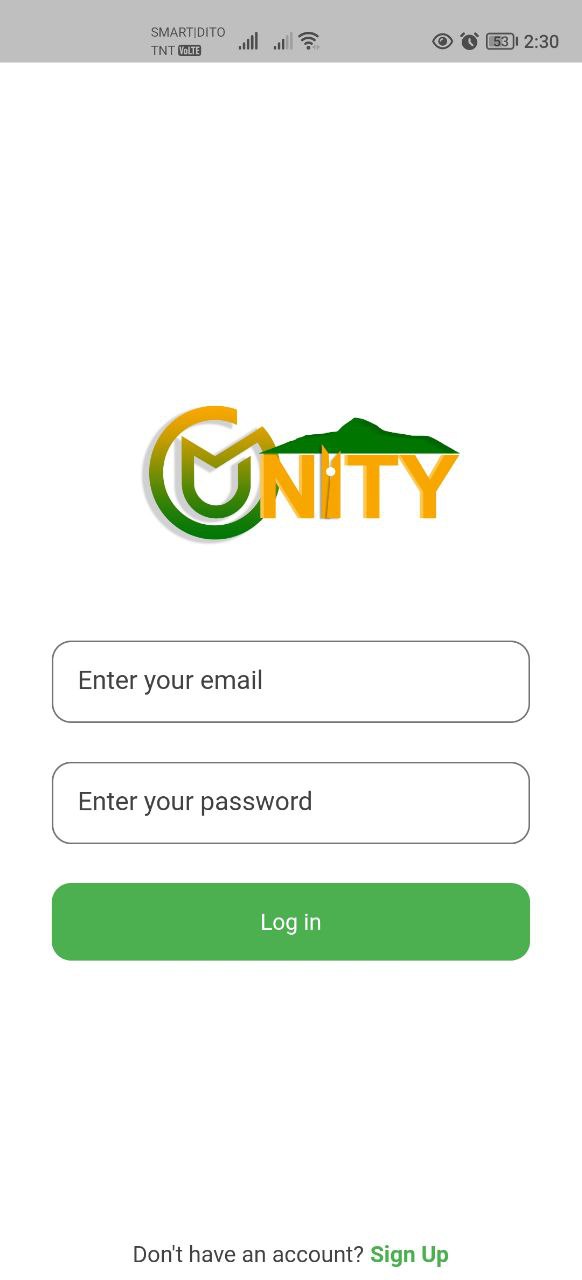 SMART|DITO
TNT VoLTE
53 2:30
CMUNITY
Enter your email
Enter your password
Log in
Don't have an account? Sign Up